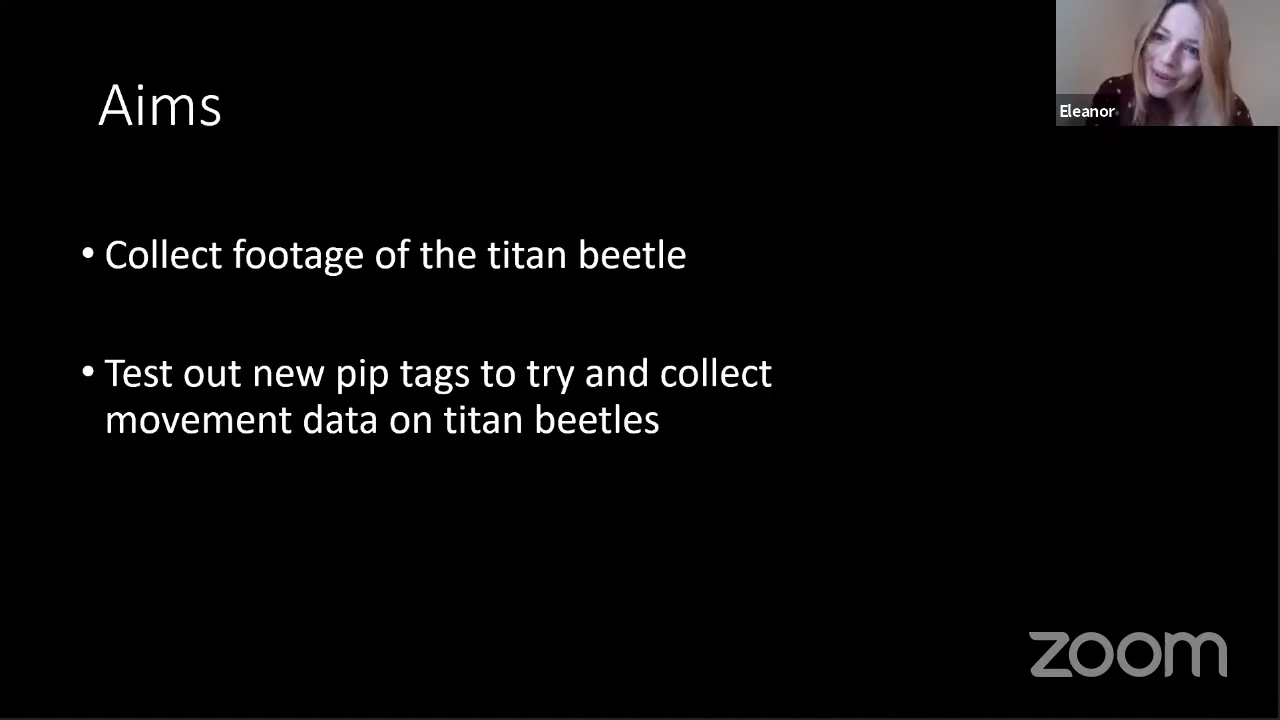 Aims
Eleanor
• Collect footage of the titan beetle
• Test out new pip tags to try and collect
movement data on titan beetles
zoom